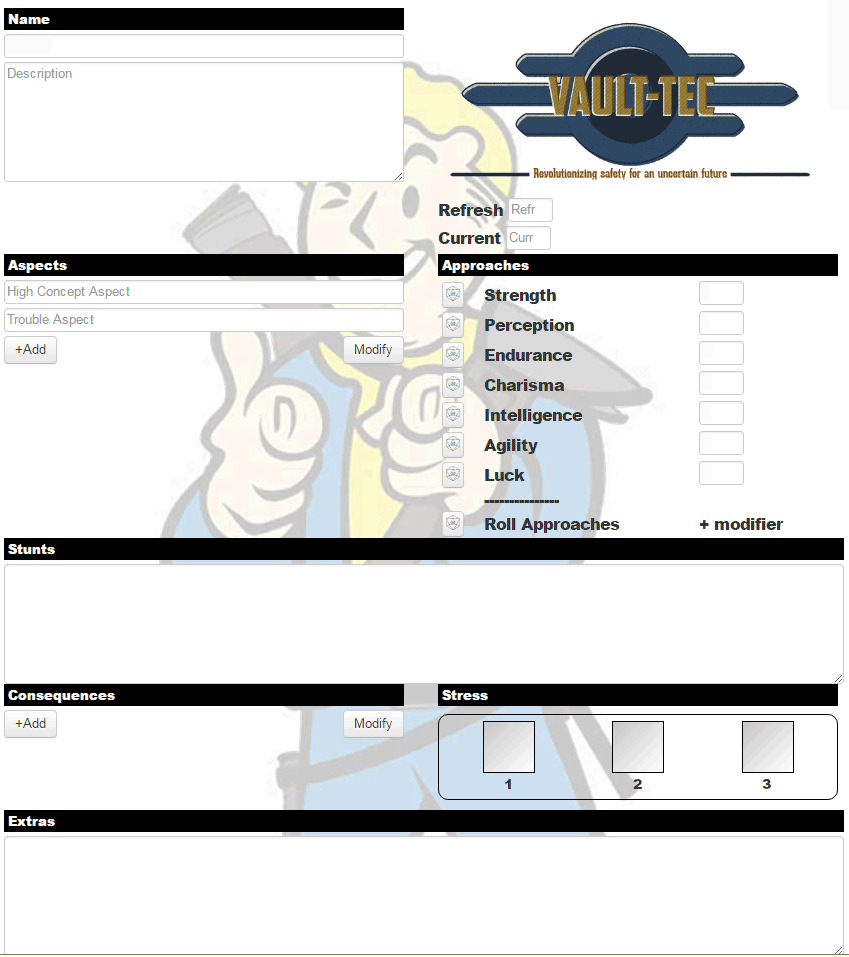 Name
Description
VAULT-TEC
Revolutionizing safety for an uncertain future
Refresh Refr
Current Curr
Aspects
High Concept Aspect
Trouble Aspect
+Add Modify
Approaches
Strength
Perception
Endurance
Charisma
Intelligence
Agility
Luck
---------------
Roll Approaches + modifier
Stunts
Consequences
+Add Modify
Stress
1 2 3
Extras